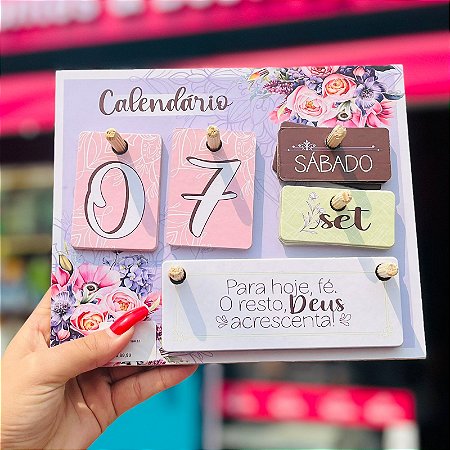 Calendário
07
SÁBADO
set
Para hoje, fé.
O resto, Deus
acrescenta!